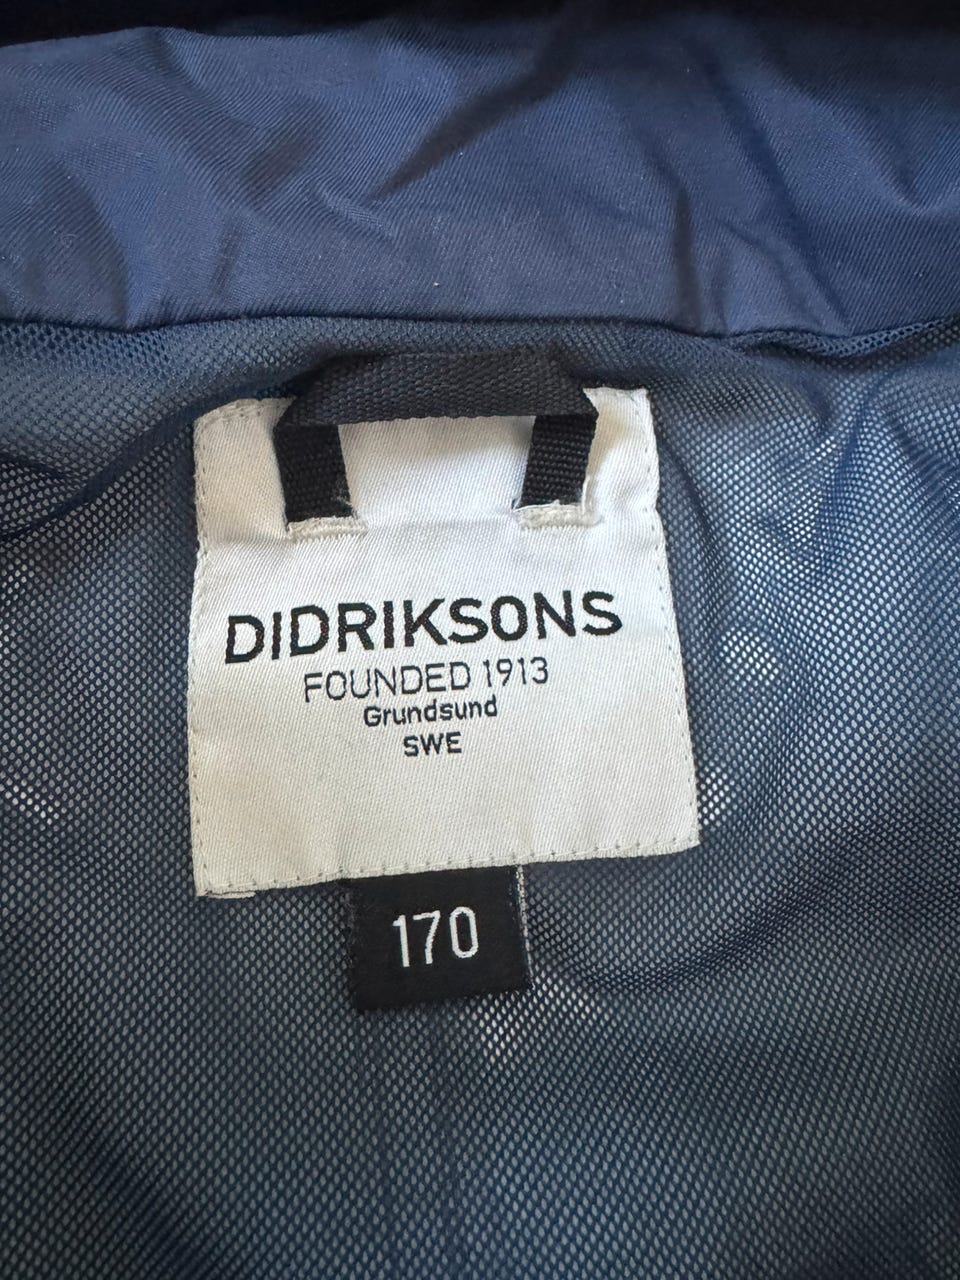 DIDRIKSONS
FOUNDED 1913
Grundsund
SWE
170